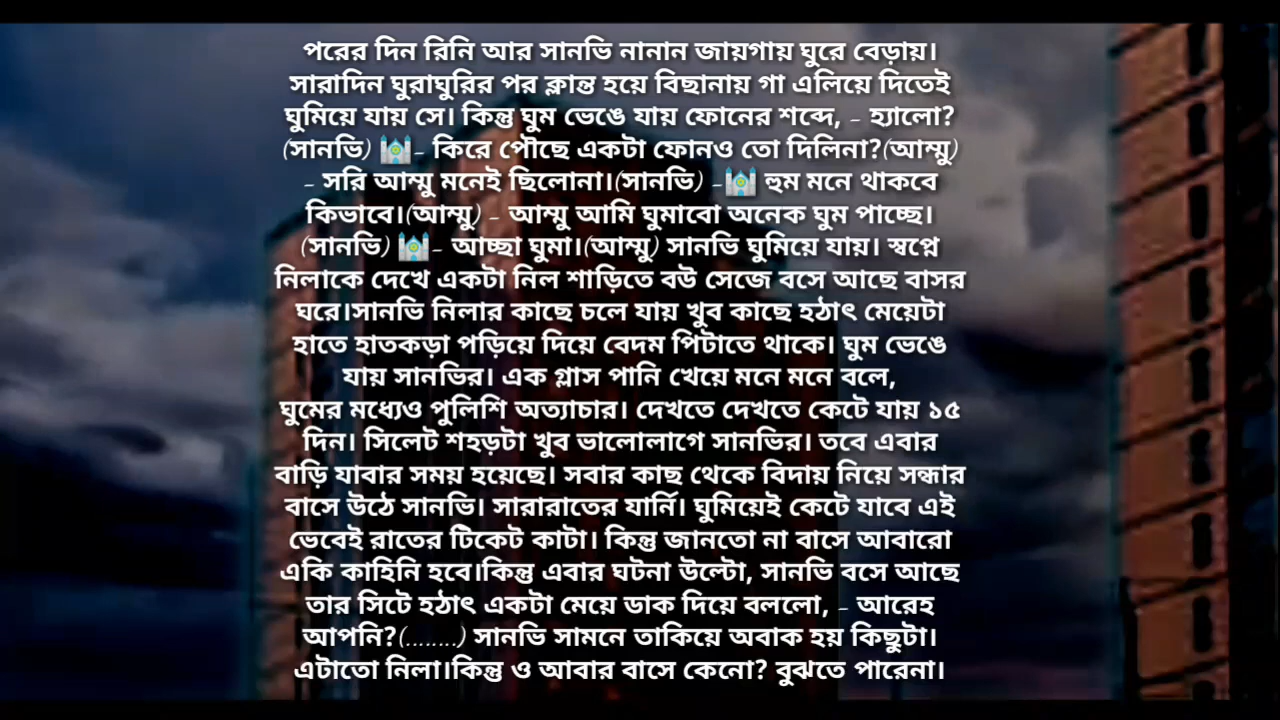 পরের দিন রিনি আর সানভি নানান জায়গায় ঘুরে বেড়ায়।
সারাদিন ঘুরাঘুরির পর ক্লান্ত হয়ে বিছানায় গা এলিয়ে দিতেই
ঘুমিয়ে যায় সে। কিন্তু ঘুম ভেঙে যায় ফোনের শব্দে, - হ্যালো?
(সানভি) 🕌- কিরে পৌছে একটা ফোনও তো দিলিনা?(আম্মু)
- সরি আম্মু মনেই ছিলোনা।(সানভি) -🕌 হুম মনে থাকবে
কিভাবে।(আম্মু) - আম্মু আমি ঘুমাবো অনেক ঘুম পাচ্ছে।
(সানভি) 🕌- আচ্ছা ঘুমা।(আম্মু) সানভি ঘুমিয়ে যায়। স্বপ্নে
নিলাকে দেখে একটা নিল শাড়িতে বউ সেজে বসে আছে বাসর
ঘরে।সানভি নিলার কাছে চলে যায় খুব কাছে হঠাৎ মেয়েটা
হাতে হাতকড়া পড়িয়ে দিয়ে বেদম পিটাতে থাকে। ঘুম ভেঙে
যায় সানভির। এক গ্লাস পানি খেয়ে মনে মনে বলে,
ঘুমের মধ্যেও পুলিশি অত্যাচার। দেখতে দেখতে কেটে যায় ১৫
দিন। সিলেট শহড়টা খুব ভালোলাগে সানভির। তবে এবার
বাড়ি যাবার সময় হয়েছে। সবার কাছ থেকে বিদায় নিয়ে সন্ধার
বাসে উঠে সানভি। সারারাতের যার্নি। ঘুমিয়েই কেটে যাবে এই
ভেবেই রাতের টিকেট কাটা। কিন্তু জানতো না বাসে আবারো
একি কাহিনি হবে।কিন্তু এবার ঘটনা উল্টো, সানভি বসে আছে
তার সিটে হঠাৎ একটা মেয়ে ডাক দিয়ে বললো, - আরেহ
আপনি?(........) সানভি সামনে তাকিয়ে অবাক হয় কিছুটা।
এটাতো নিলা।কিন্তু ও আবার বাসে কেনো? বুঝতে পারেনা।